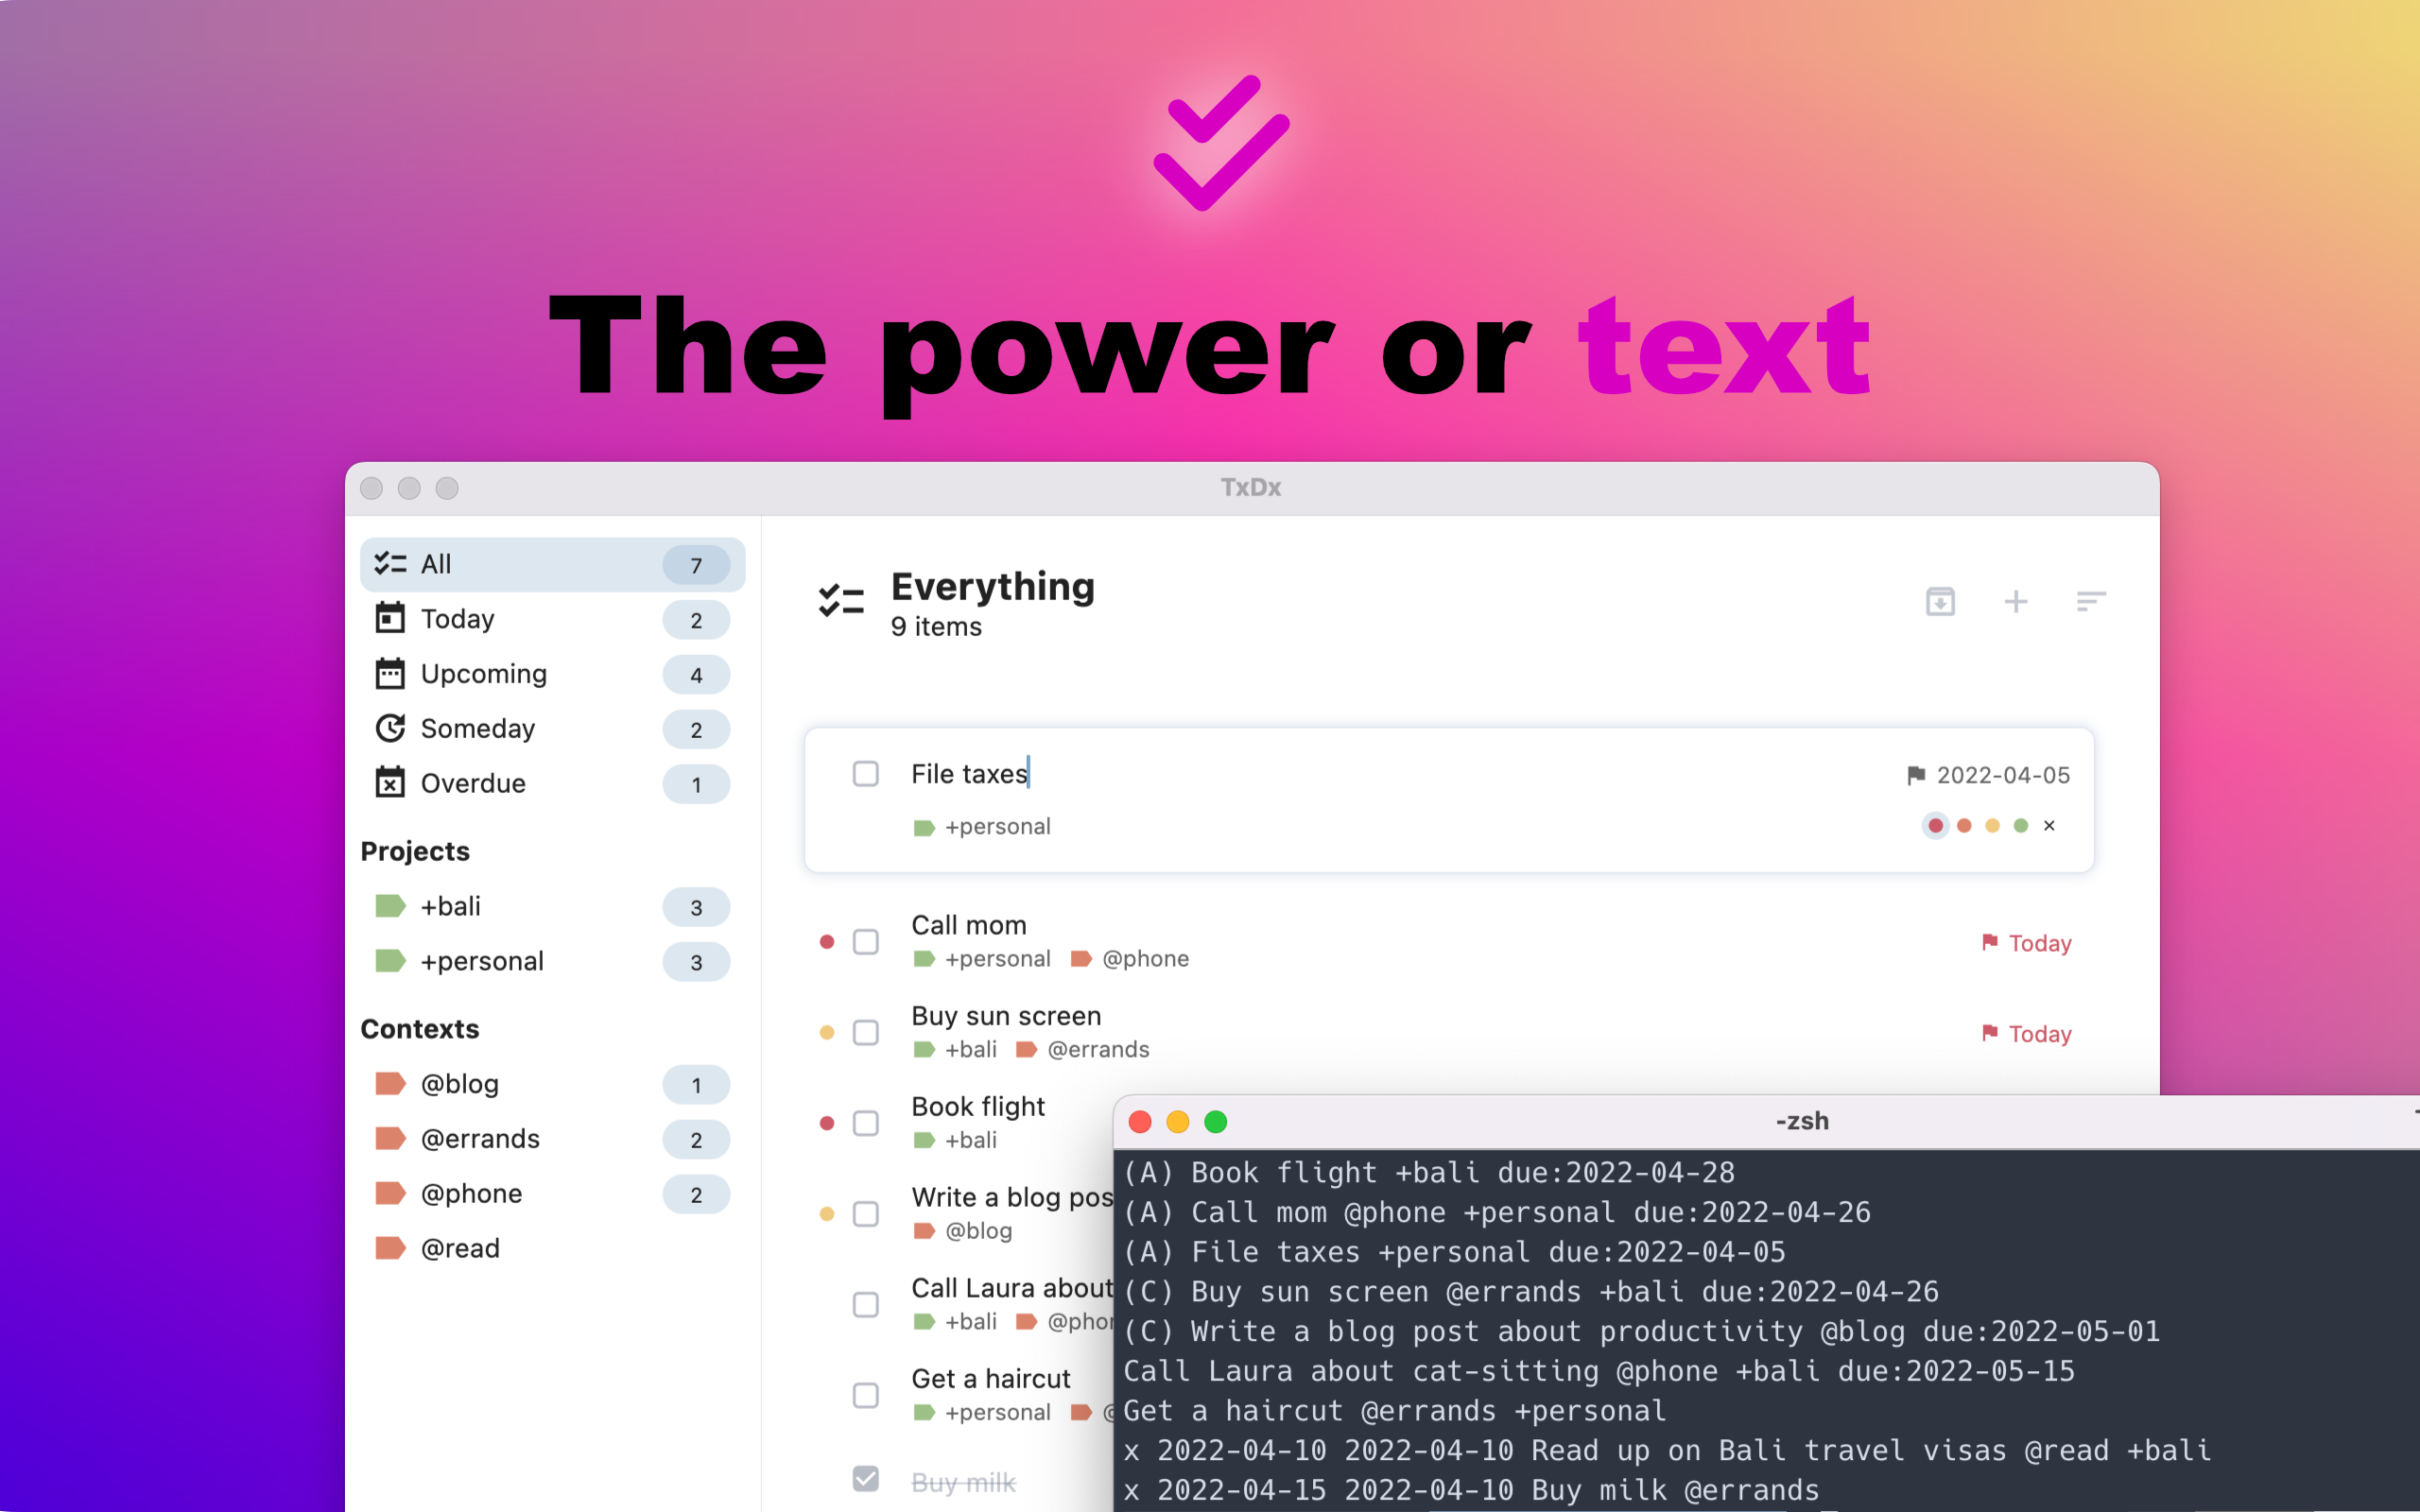 The power or text
TxDx
All 7
Today 2
Upcoming 4
Someday 2
Overdue 1
Projects
+bali 3
+personal 3
Contexts
@blog 1
@errands 2
@phone 2
@read
Everything
9 items
File taxes 2022-04-05
+personal ×
Call mom
+personal @phone
Today
Buy sun screen
+bali @errands
Today
Book flight
+bali
Write a blog pos
@blog
Call Laura about
+bali @phor
Get a haircut
+personal @
Buy milk
-zsh
(A) Book flight +bali due:2022-04-28
(A) Call mom @phone +personal due:2022-04-26
(A) File taxes +personal due:2022-04-05
(C) Buy sun screen @errands +bali due:2022-04-26
(C) Write a blog post about productivity @blog due:2022-05-01
Call Laura about cat-sitting @phone +bali due:2022-05-15
Get a haircut @errands +personal
x 2022-04-10 2022-04-10 Read up on Bali travel visas @read +bali
x 2022-04-15 2022-04-10 Buy milk @errands